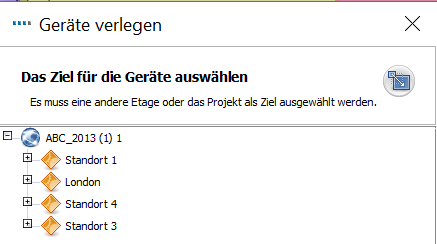 Geräte verlegen
Das Ziel für die Geräte auswählen
Es muss eine andere Etage oder das Projekt als Ziel ausgewählt werden.
ABC_2013 (1) 1
Standort 1
London
Standort 4
Standort 3